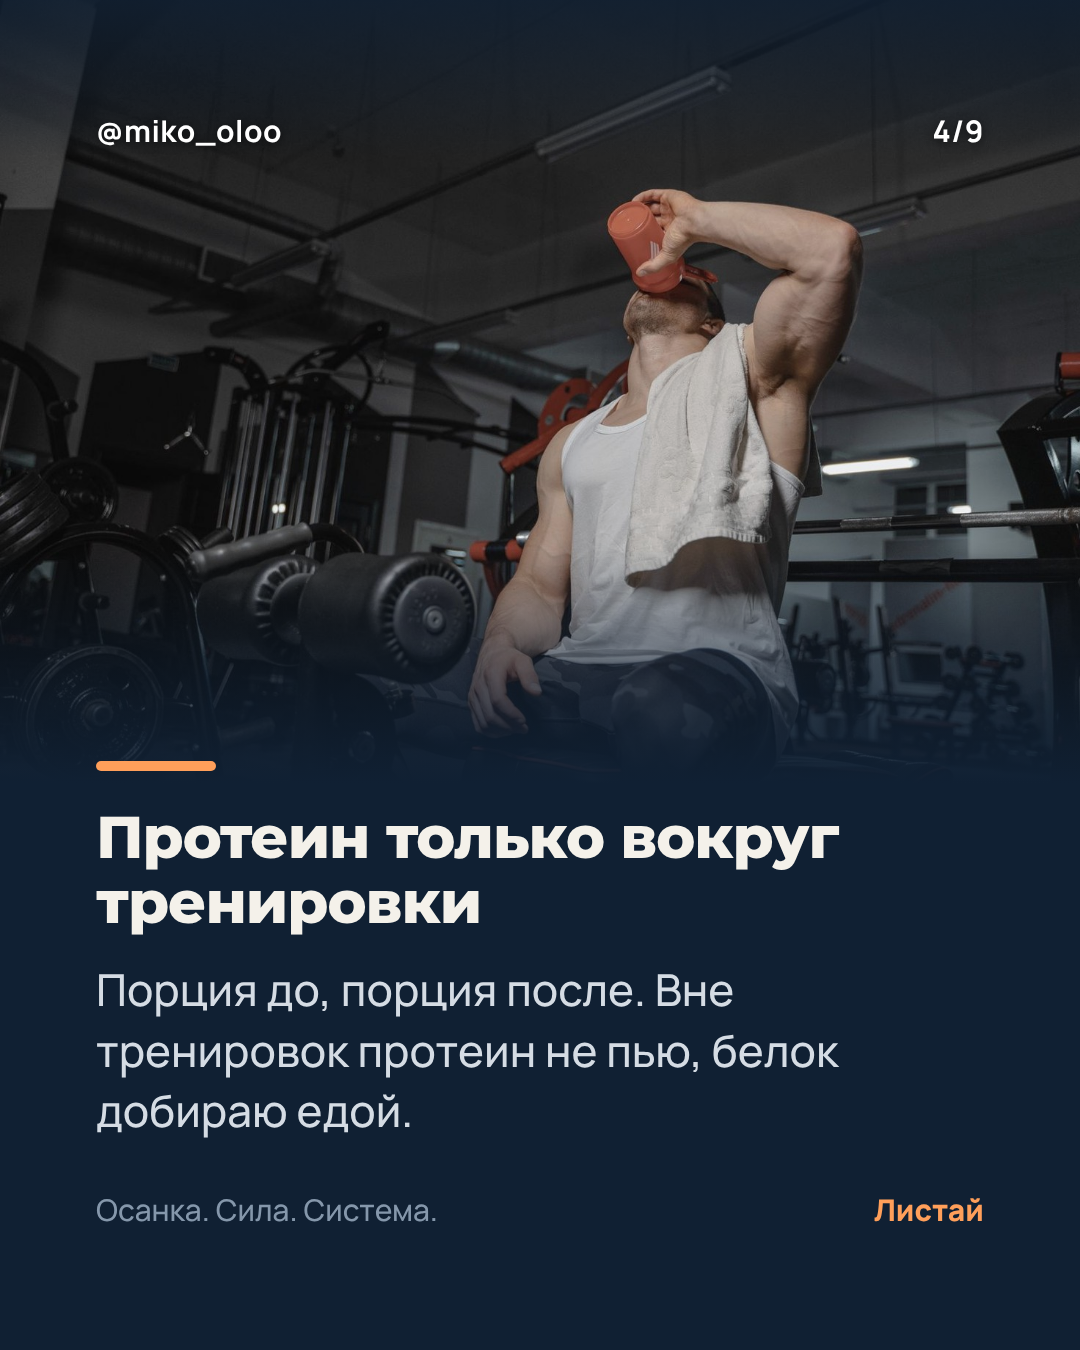 @miko_oloo
4/9
Протеин только вокруг
тренировки
Порция до, порция после. Вне
тренировок протеин не пью, белок
добираю едой.
Осанка. Сила. Система.
Листай